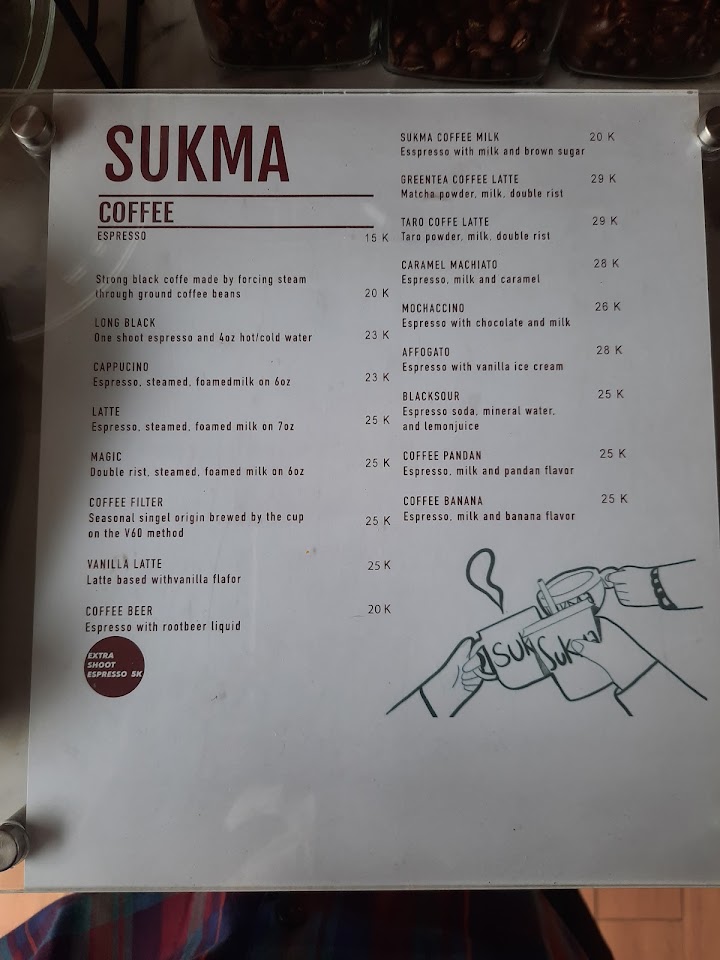 SUKMA
COFFEE
ESPRESSO 15 K
Strong black coffe made by forcing steam
through ground coffee beans 20 K
LONG BLACK
One shoot espresso and 4oz hot/cold water 23 K
CAPPUCINO
Espresso, steamed, foamedmilk on 6oz 23 K
LATTE
Espresso, steamed, foamed milk on 7oz 25 K
MAGIC
Double rist, steamed, foamed milk on 6oz 25 K
COFFEE FILTER
Seasonal singel origin brewed by the cup
on the V60 method 25 K
VANILLA LATTE 25 K
Latte based withvanilla flafor
COFFEE BEER 20 K
Espresso with rootbeer liquid
EXTRA
SHOOT
ESPRESSO 5K
SUKMA COFFEE MILK 20 K
Esspresso with milk and brown sugar
GREENTEA COFFEE LATTE 29 K
Matcha powder, milk, double rist
TARO COFFE LATTE 29 K
Taro powder, milk, double rist
CARAMEL MACHIATO 28 K
Espresso, milk and caramel
MOCHACCINO 26 K
Espresso with chocolate and milk
AFFOGATO 28 K
Espresso with vanilla ice cream
BLACKSOUR 25 K
Espresso soda, mineral water,
and lemonjuice
COFFEE PANDAN 25 K
Espresso, milk and pandan flavor
COFFEE BANANA 25 K
Espresso, milk and banana flavor